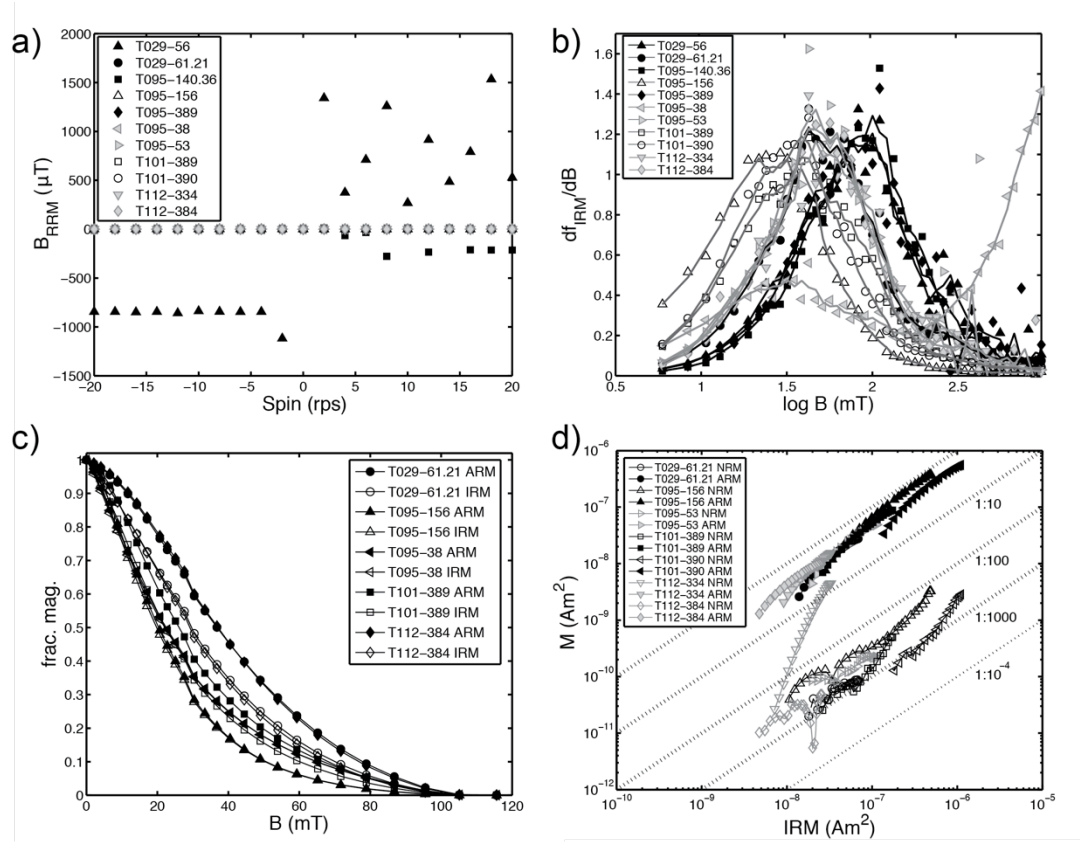 a)
2000
1500
1000
500
0
−500
−1000
−1500
B RRM (μT)
−20 −15 −10 −5 0 5 10 15 20
Spin (rps)
T029−56
T029−61.21
T095−140.36
T095−156
T095−389
T095−38
T095−53
T101−389
T101−390
T112−334
T112−384
b)
1.6
1.4
1.2
1
0.8
0.6
0.4
0.2
0
df IRM/dB
0.5 1 1.5 2 2.5
log B (mT)
T029−56
T029−61.21
T095−140.36
T095−156
T095−389
T095−38
T095−53
T101−389
T101−390
T112−334
T112−384
c)
1
0.9
0.8
0.7
0.6
0.5
0.4
0.3
0.2
0.1
0
frac. mag.
0 20 40 60 80 100 120
B (mT)
T029−61.21 ARM
T029−61.21 IRM
T095−156 ARM
T095−156 IRM
T095−38 ARM
T095−38 IRM
T101−389 ARM
T101−389 IRM
T112−384 ARM
T112−384 IRM
d)
10⁻⁶
10⁻⁷
10⁻⁸
10⁻⁹
10⁻¹⁰
10⁻¹¹
10⁻¹²
M (Am²)
10⁻¹⁰ 10⁻⁹ 10⁻⁸ 10⁻⁷ 10⁻⁶ 10⁻⁵
IRM (Am²)
T029−61.21 NRM
T029−61.21 ARM
T095−156 NRM
T095−156 ARM
T095−53 NRM
T095−53 ARM
T101−389 NRM
T101−389 ARM
T101−390 NRM
T101−390 ARM
T112−334 NRM
T112−334 ARM
T112−384 NRM
T112−384 ARM
1:10
1:100
1:1000
1:10⁻⁴